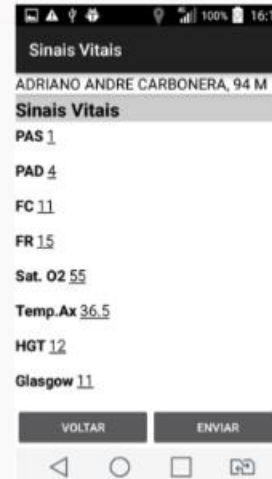 100% 16:1
Sinais Vitais
ADRIANO ANDRE CARBONERA, 94 M
Sinais Vitais
PAS 1
PAD 4
FC 11
FR 15
Sat. O2 55
Temp.Ax 36.5
HGT 12
Glasgow 11
VOLTAR ENVIAR